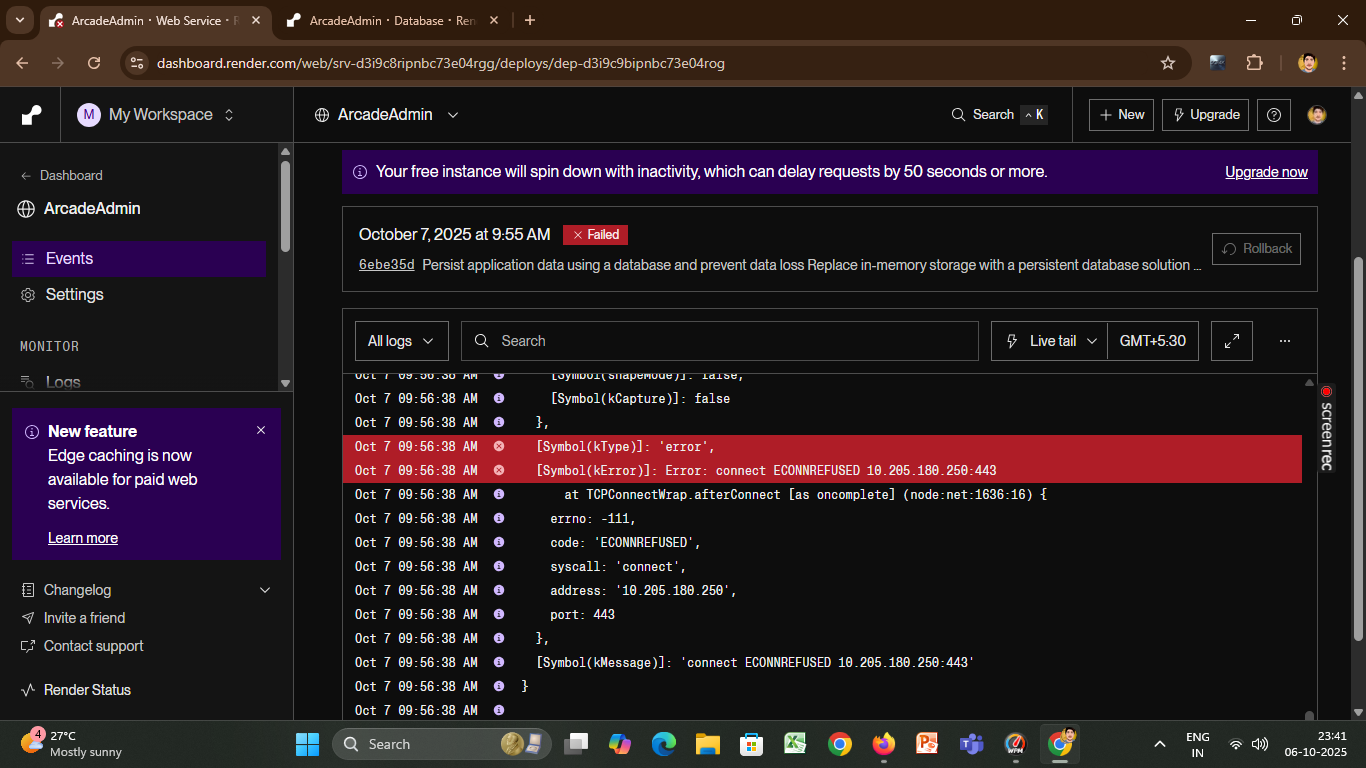 ArcadeAdmin · Web Service · R
ArcadeAdmin · Database · Ren
dashboard.render.com/web/srv-d3i9c8ripnbc73e04rgg/deploys/dep-d3i9c9bipnbc73e04rog
M My Workspace
ArcadeAdmin
Search ^ K
+ New
Upgrade
← Dashboard
ArcadeAdmin
Events
Settings
MONITOR
Logs
New feature
Edge caching is now
available for paid web
services.
Learn more
Changelog
Invite a friend
Contact support
Render Status
Your free instance will spin down with inactivity, which can delay requests by 50 seconds or more.
Upgrade now
October 7, 2025 at 9:55 AM
Failed
6ebe35d Persist application data using a database and prevent data loss Replace in-memory storage with a persistent database solution ...
Rollback
All logs
Search
Live tail
GMT+5:30
Oct 7 09:56:38 AM [Symbol(shapeMode)]: false,
Oct 7 09:56:38 AM [Symbol(kCapture)]: false
Oct 7 09:56:38 AM },
Oct 7 09:56:38 AM [Symbol(kType)]: 'error',
Oct 7 09:56:38 AM [Symbol(kError)]: Error: connect ECONNREFUSED 10.205.180.250:443
Oct 7 09:56:38 AM at TCPConnectWrap.afterConnect [as oncomplete] (node:net:1636:16) {
Oct 7 09:56:38 AM errno: -111,
Oct 7 09:56:38 AM code: 'ECONNREFUSED',
Oct 7 09:56:38 AM syscall: 'connect',
Oct 7 09:56:38 AM address: '10.205.180.250',
Oct 7 09:56:38 AM port: 443
Oct 7 09:56:38 AM },
Oct 7 09:56:38 AM [Symbol(kMessage)]: 'connect ECONNREFUSED 10.205.180.250:443'
Oct 7 09:56:38 AM }
Oct 7 09:56:38 AM
screenrec
4
27°C
Mostly sunny
Search
WPM
ENG
IN
23:41
06-10-2025